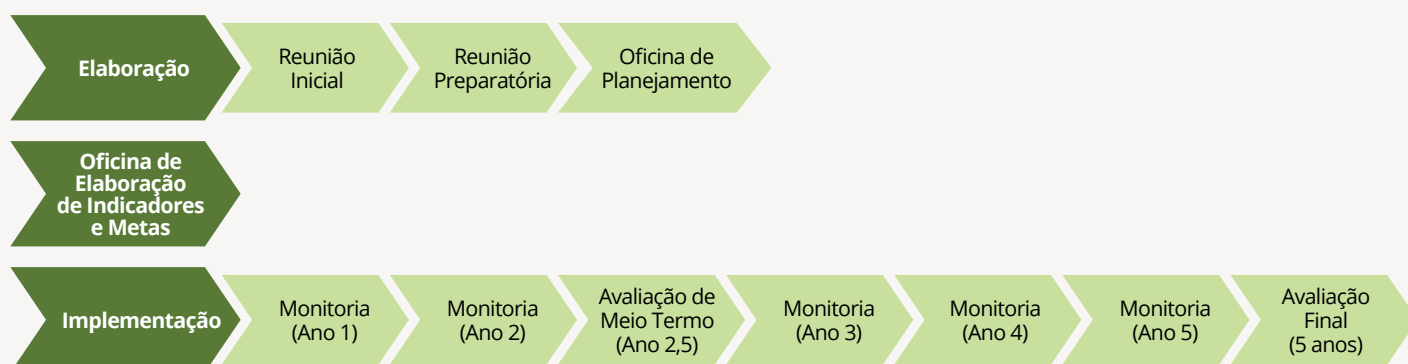 Elaboração
Reunião
Inicial
Reunião
Preparatória
Oficina de
Planejamento
Oficina de
Elaboração
de Indicadores
e Metas
Implementação
Monitoria
(Ano 1)
Monitoria
(Ano 2)
Avaliação de
Meio Termo
(Ano 2,5)
Monitoria
(Ano 3)
Monitoria
(Ano 4)
Monitoria
(Ano 5)
Avaliação
Final
(5 anos)